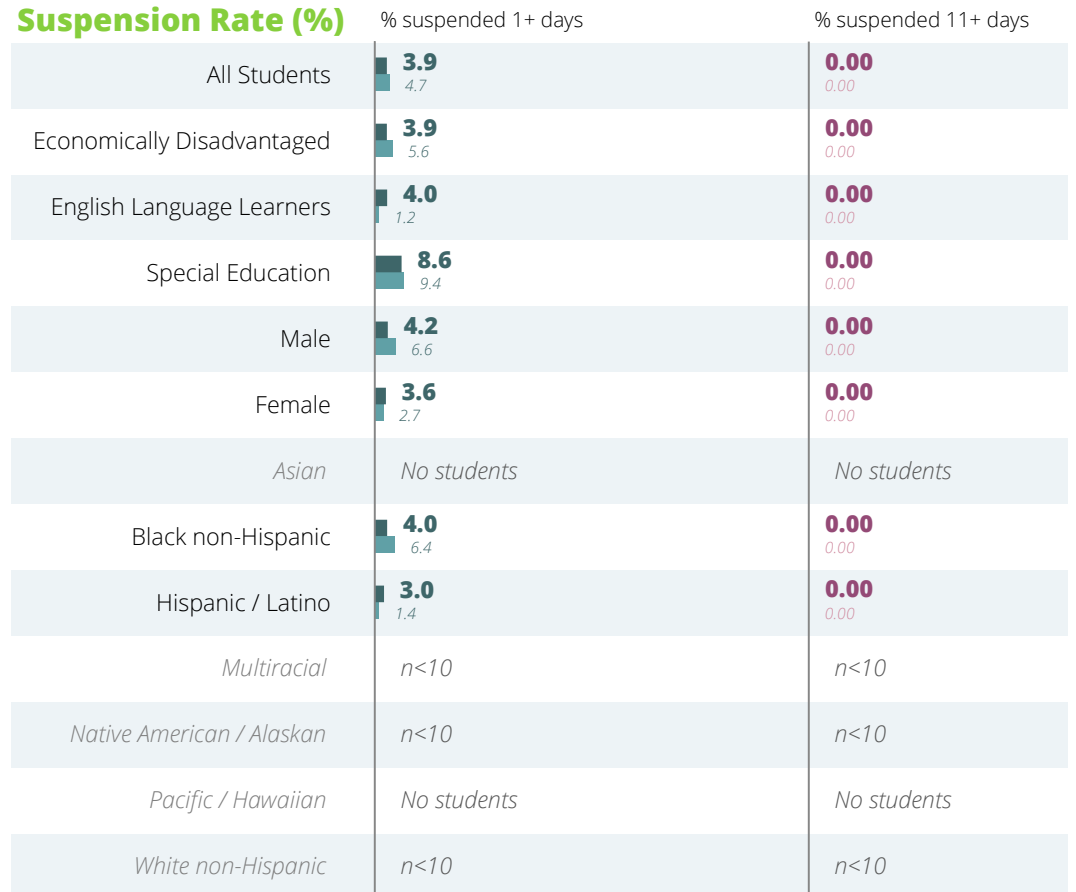 Suspension Rate (%) % suspended 1+ days % suspended 11+ days
All Students 3.9 0.00
4.7 0.00
Economically Disadvantaged 3.9 0.00
5.6 0.00
English Language Learners 4.0 0.00
1.2 0.00
Special Education 8.6 0.00
9.4 0.00
Male 4.2 0.00
6.6 0.00
Female 3.6 0.00
2.7 0.00
Asian No students No students
Black non-Hispanic 4.0 0.00
6.4 0.00
Hispanic / Latino 3.0 0.00
1.4 0.00
Multiracial n<10 n<10
Native American / Alaskan n<10 n<10
Pacific / Hawaiian No students No students
White non-Hispanic n<10 n<10